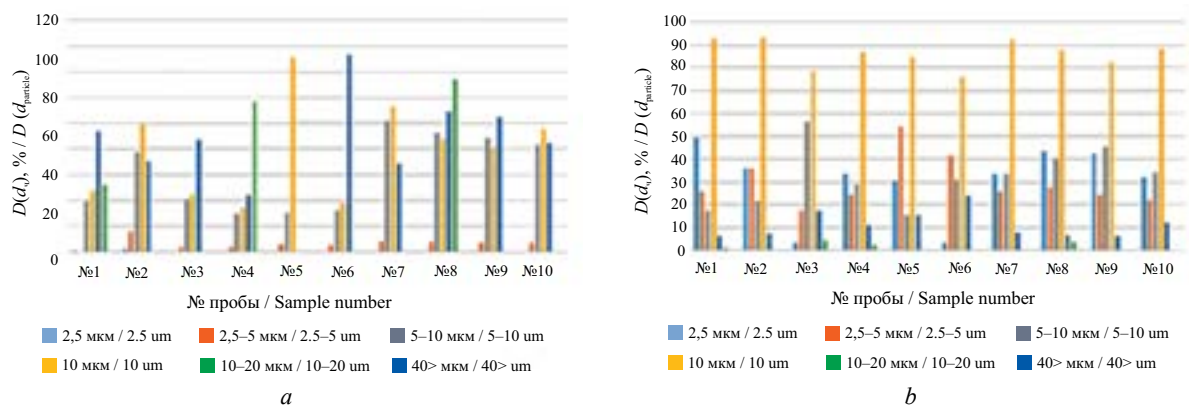 120
100
80
60
40
20
0
D(dч), % / D (dparticle)
№1 №2 №3 №4 №5 №6 №7 №8 №9 №10
№ пробы / Sample number
2,5 мкм / 2.5 um
2,5–5 мкм / 2.5–5 um
5–10 мкм / 5–10 um
10 мкм / 10 um
10–20 мкм / 10–20 um
40> мкм / 40> um
a
100
90
80
70
60
50
40
30
20
10
0
D(dч), % / D (dparticle)
№1 №2 №3 №4 №5 №6 №7 №8 №9 №10
№ пробы / Sample number
2,5 мкм / 2.5 um
2,5–5 мкм / 2.5–5 um
5–10 мкм / 5–10 um
10 мкм / 10 um
10–20 мкм / 10–20 um
40> мкм / 40> um
b